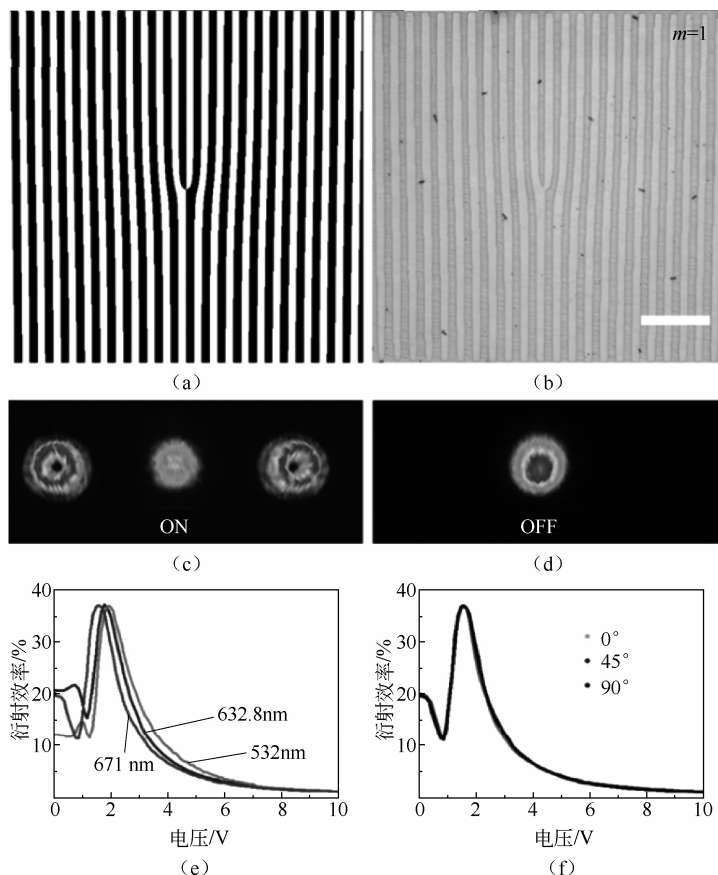 m=1
（a）
（b）
ON
OFF
（c）
（d）
40
30
20
10
衍射效率/%
632.8nm
532nm
671 nm
0 2 4 6 8 10
电压/V
（e）
40
30
20
10
衍射效率/%
0°
45°
90°
0 2 4 6 8 10
电压/V
（f）